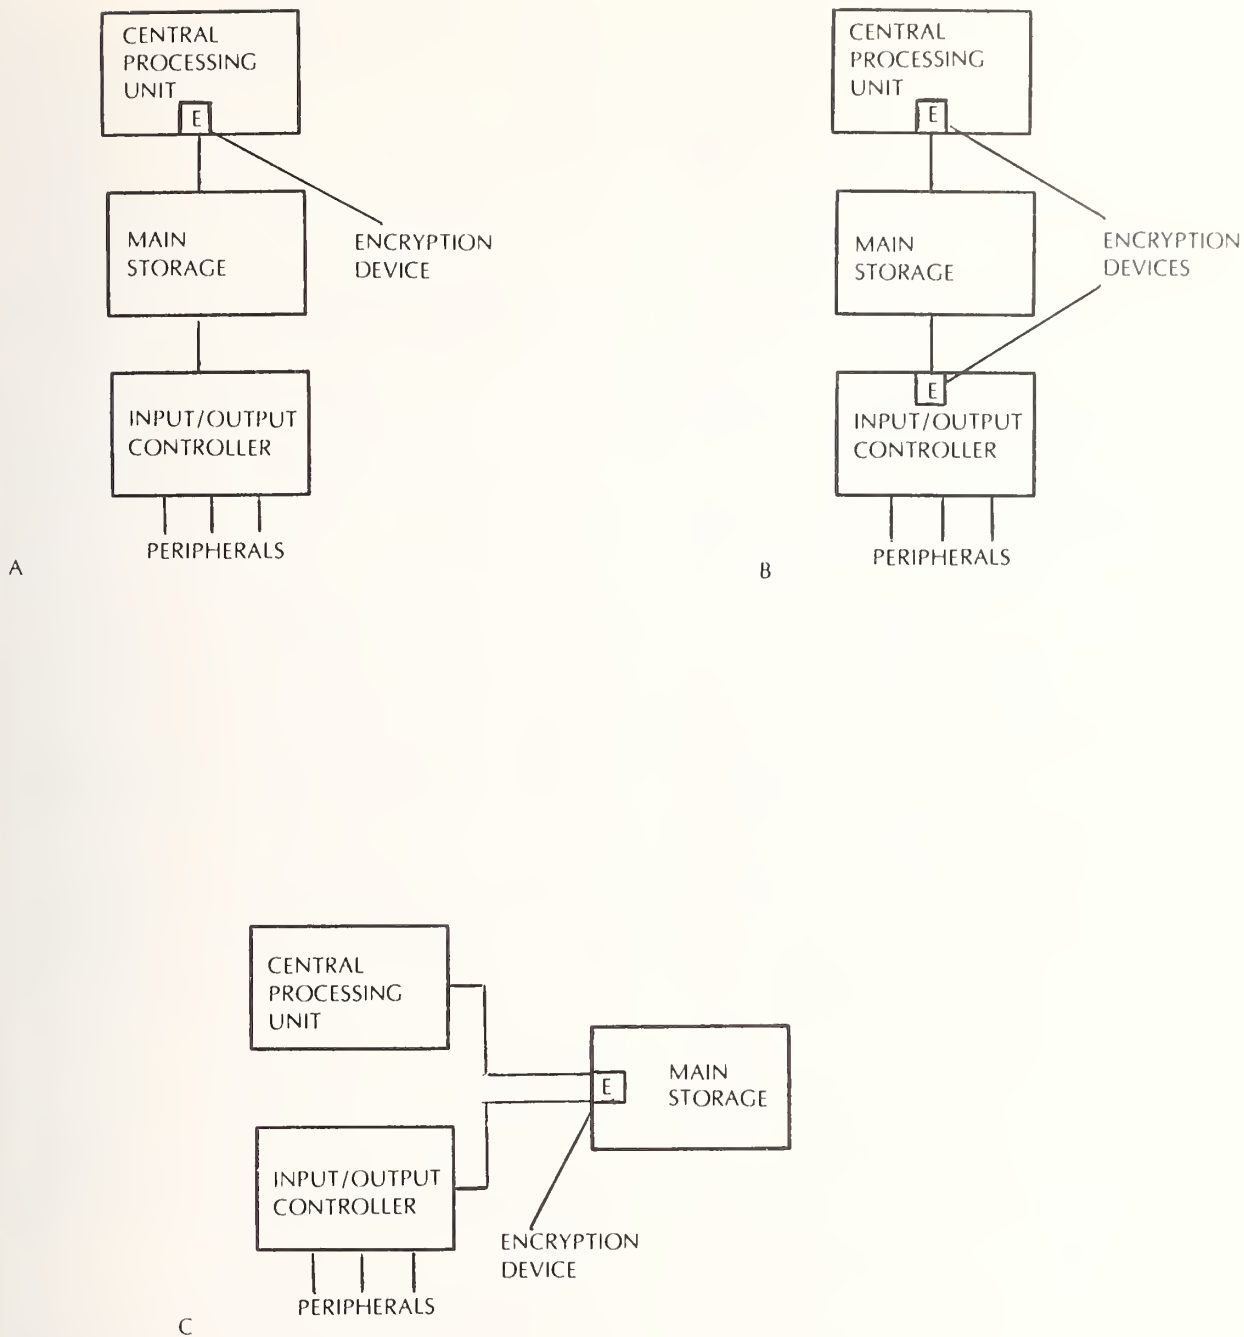 CENTRAL
PROCESSING
UNIT
E
MAIN
STORAGE
ENCRYPTION
DEVICE
INPUT/OUTPUT
CONTROLLER
PERIPHERALS
A
CENTRAL
PROCESSING
UNIT
E
MAIN
STORAGE
ENCRYPTION
DEVICES
E
INPUT/OUTPUT
CONTROLLER
PERIPHERALS
B
CENTRAL
PROCESSING
UNIT
E
MAIN
STORAGE
INPUT/OUTPUT
CONTROLLER
ENCRYPTION
DEVICE
PERIPHERALS
C